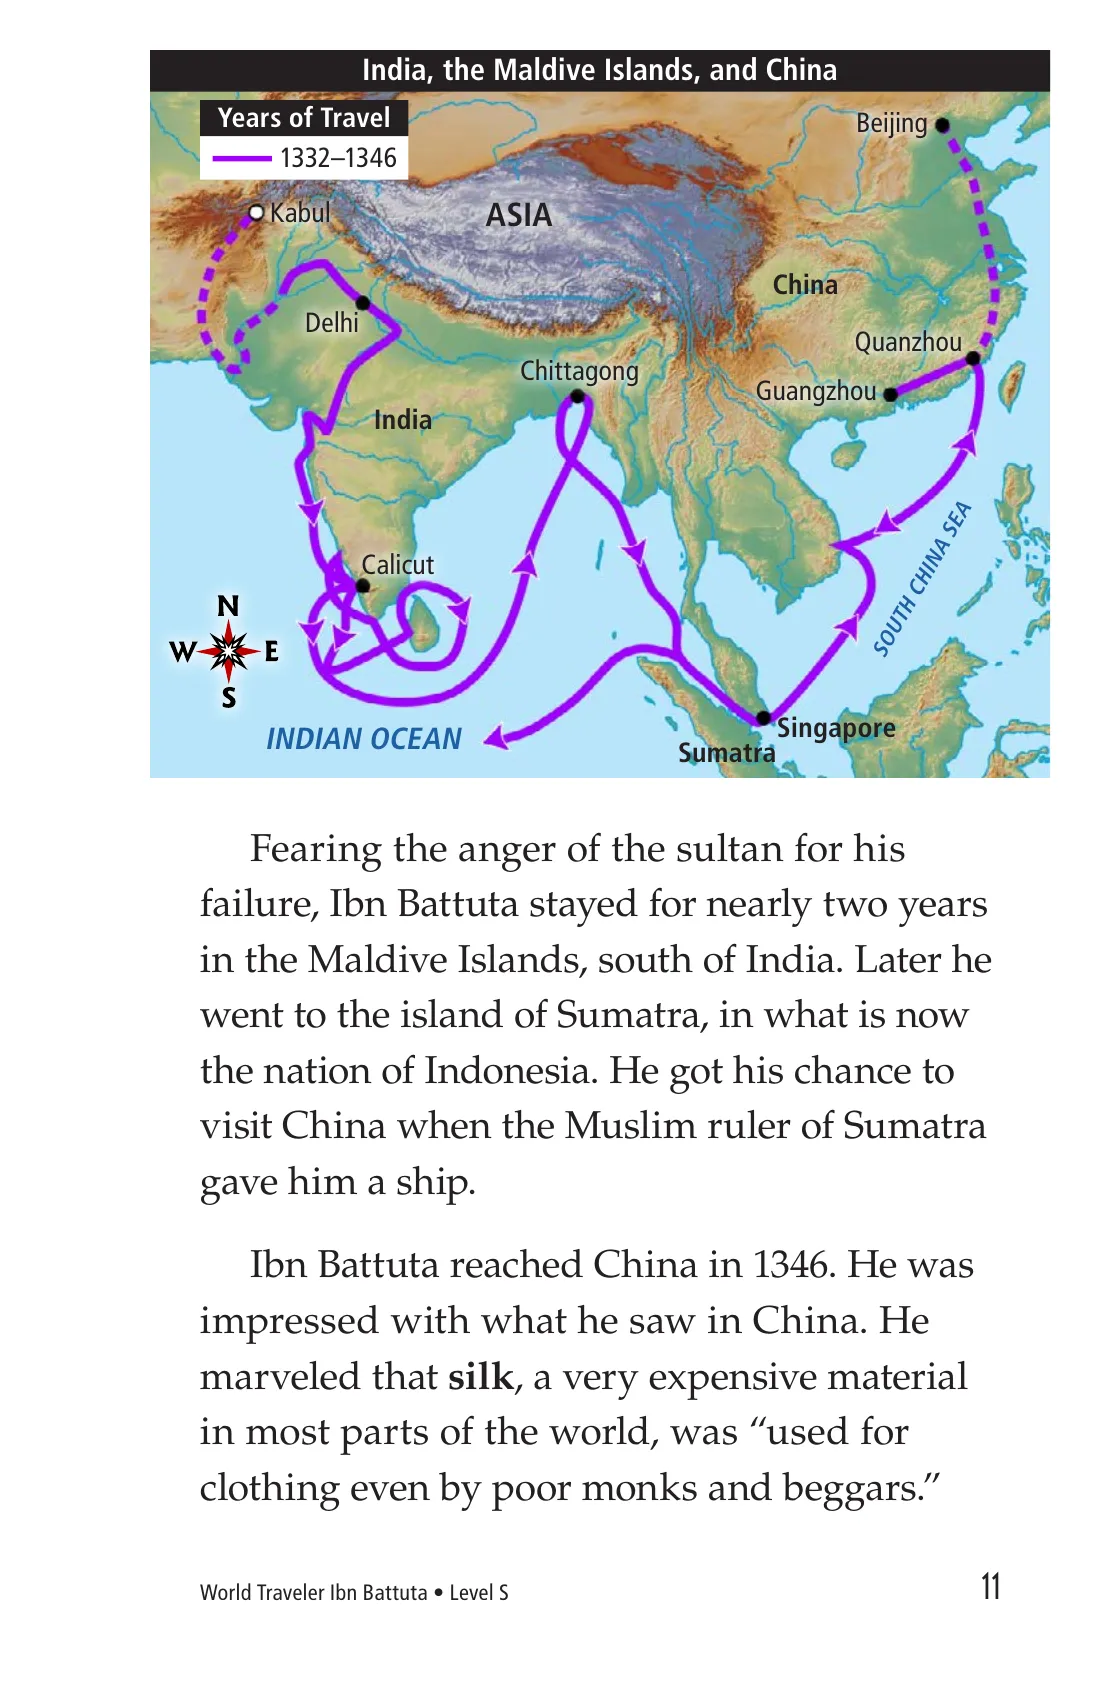 India, the Maldive Islands, and China
Years of Travel
1332–1346
Beijing
Kabul
ASIA
China
Delhi
Quanzhou
Chittagong
Guangzhou
India
SOUTH CHINA SEA
Calicut
N
W E
S
INDIAN OCEAN
Singapore
Sumatra
Fearing the anger of the sultan for his
failure, Ibn Battuta stayed for nearly two years
in the Maldive Islands, south of India. Later he
went to the island of Sumatra, in what is now
the nation of Indonesia. He got his chance to
visit China when the Muslim ruler of Sumatra
gave him a ship.
Ibn Battuta reached China in 1346. He was
impressed with what he saw in China. He
marveled that silk, a very expensive material
in most parts of the world, was “used for
clothing even by poor monks and beggars.”
World Traveler Ibn Battuta • Level S
11